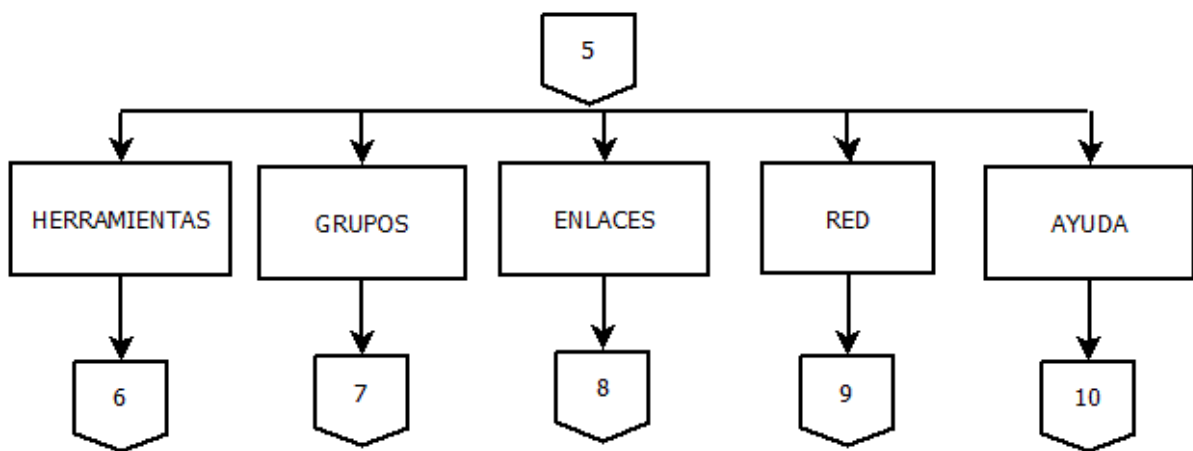 5
HERRAMIENTAS
GRUPOS
ENLACES
RED
AYUDA
6
7
8
9
10